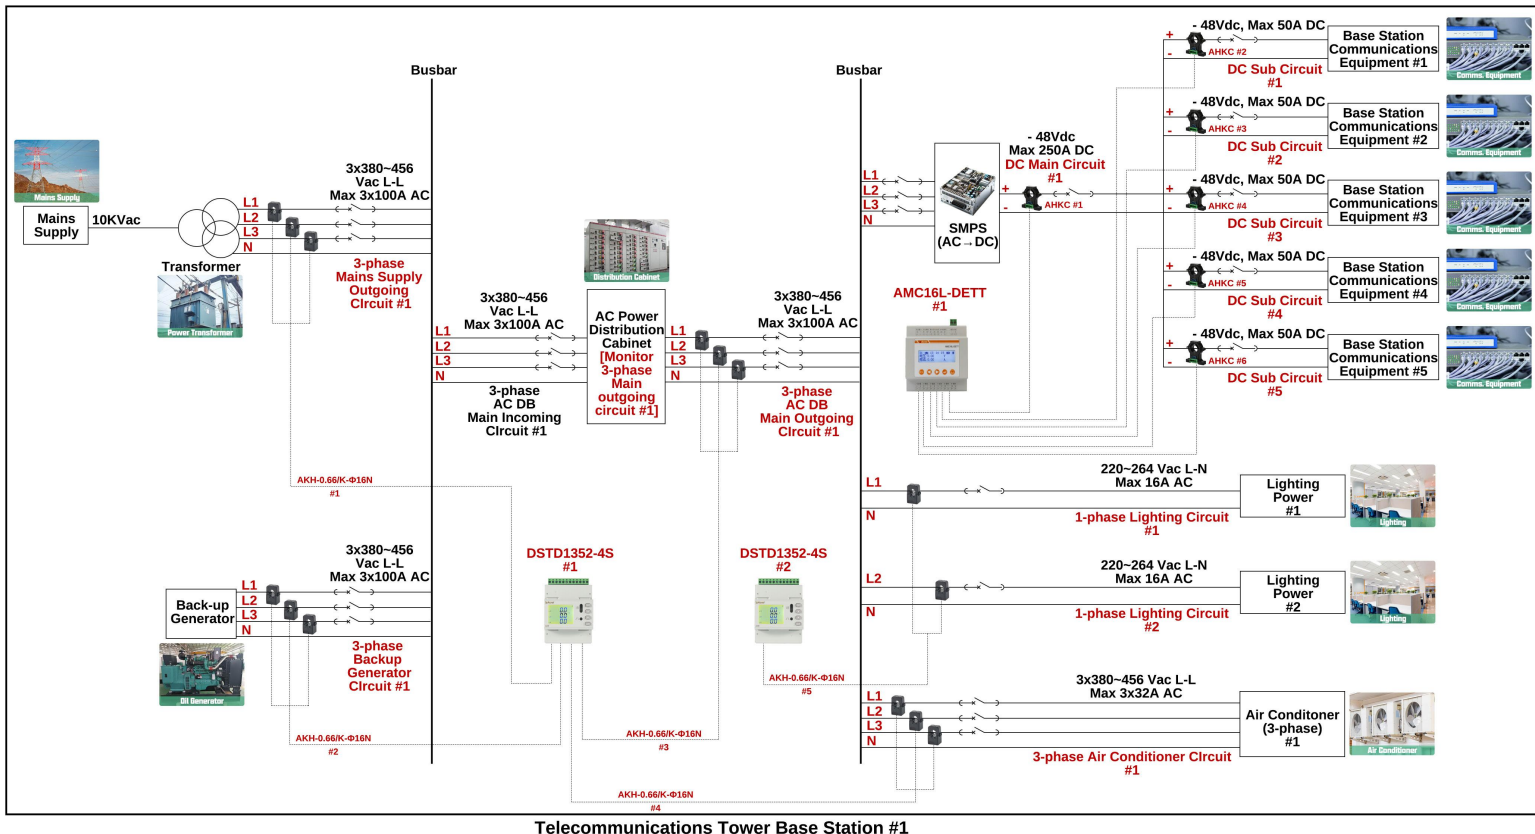 Busbar
Busbar
Mains Supply
Mains
Supply
10KVac
Transformer
Power Transformer
3x380~456
Vac L-L
Max 3x100A AC
L1
L2
L3
N
3-phase
Mains Supply
Outgoing
CIrcuit #1
AKH-0.66/K-Φ16N
#1
3x380~456
Vac L-L
Max 3x100A AC
Back-up
Generator
L1
L2
L3
N
3-phase
Backup
Generator
CIrcuit #1
Oil Generator
AKH-0.66/K-Φ16N
#2
3x380~456
Vac L-L
Max 3x100A AC
L1
L2
L3
N
3-phase
AC DB
Main Incoming
CIrcuit #1
Distribution Cabinet
AC Power
Distribution
Cabinet
[Monitor
3-phase
Main
outgoing
circuit #1]
L1
L2
L3
N
3x380~456
Vac L-L
Max 3x100A AC
3-phase
AC DB
Main Outgoing
CIrcuit #1
DSTD1352-4S
#1
AKH-0.66/K-Φ16N
#3
AKH-0.66/K-Φ16N
#4
DSTD1352-4S
#2
AKH-0.66/K-Φ16N
#5
L1
L2
L3
N
SMPS
(AC→DC)
- 48Vdc
Max 250A DC
DC Main Circuit
#1
+
-
AHKC #1
AMC16L-DETT
#1
- 48Vdc, Max 50A DC
+
-
AHKC #2
DC Sub Circuit
#1
Base Station
Communications
Equipment #1
Comms. Equipment
- 48Vdc, Max 50A DC
+
-
AHKC #3
DC Sub Circuit
#2
Base Station
Communications
Equipment #2
Comms. Equipment
- 48Vdc, Max 50A DC
+
-
AHKC #4
DC Sub Circuit
#3
Base Station
Communications
Equipment #3
Comms. Equipment
- 48Vdc, Max 50A DC
+
-
AHKC #5
DC Sub Circuit
#4
Base Station
Communications
Equipment #4
Comms. Equipment
- 48Vdc, Max 50A DC
+
-
AHKC #6
DC Sub Circuit
#5
Base Station
Communications
Equipment #5
Comms. Equipment
L1
N
220~264 Vac L-N
Max 16A AC
1-phase Lighting Circuit
#1
Lighting
Power
#1
Lighting
L2
N
220~264 Vac L-N
Max 16A AC
1-phase Lighting Circuit
#2
Lighting
Power
#2
Lighting
L1
L2
L3
N
3x380~456 Vac L-L
Max 3x32A AC
3-phase Air Conditioner CIrcuit
#1
Air Conditoner
(3-phase)
#1
Air Conditioner
Telecommunications Tower Base Station #1